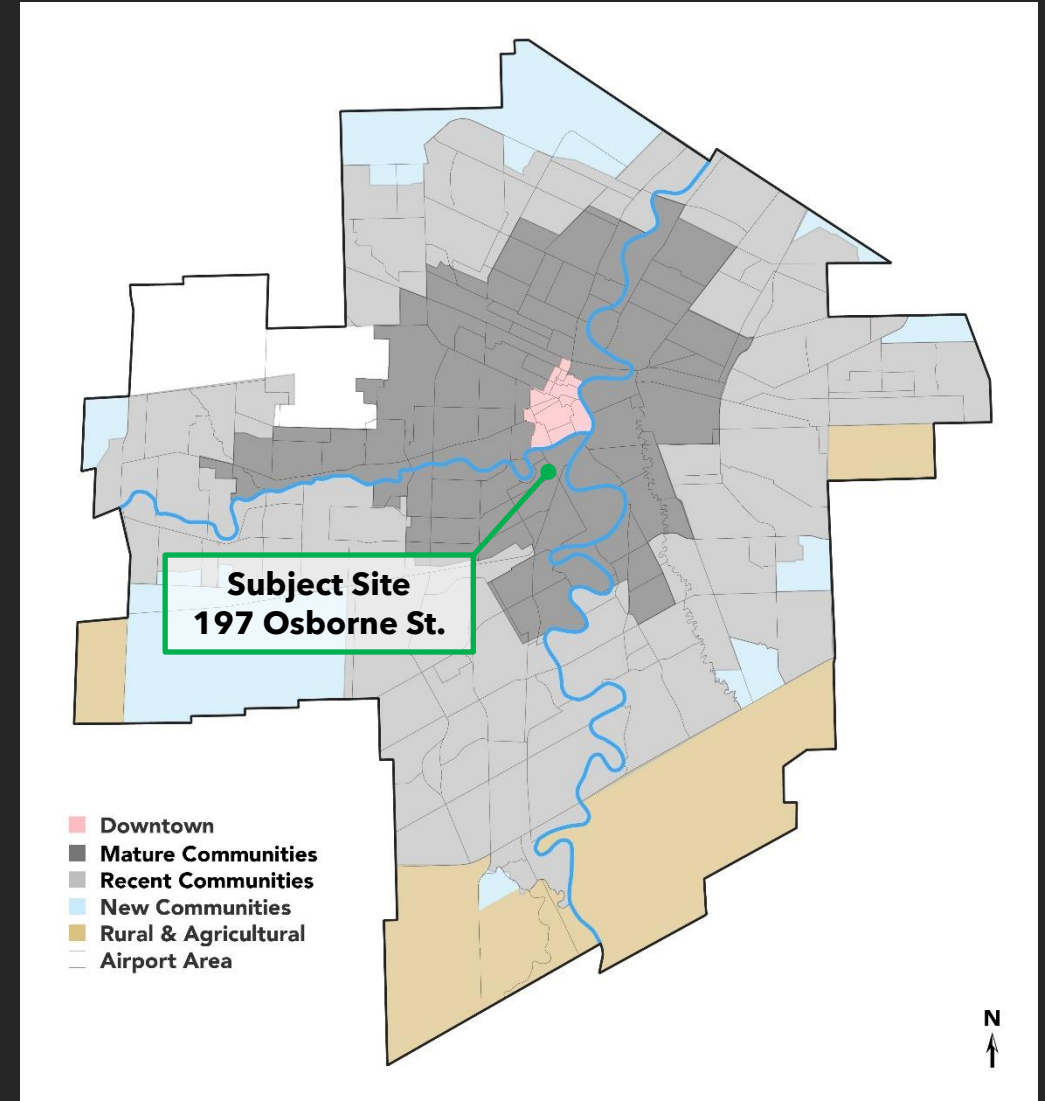 Subject Site
197 Osborne St.
Downtown
Mature Communities
Recent Communities
New Communities
Rural & Agricultural
Airport Area
N